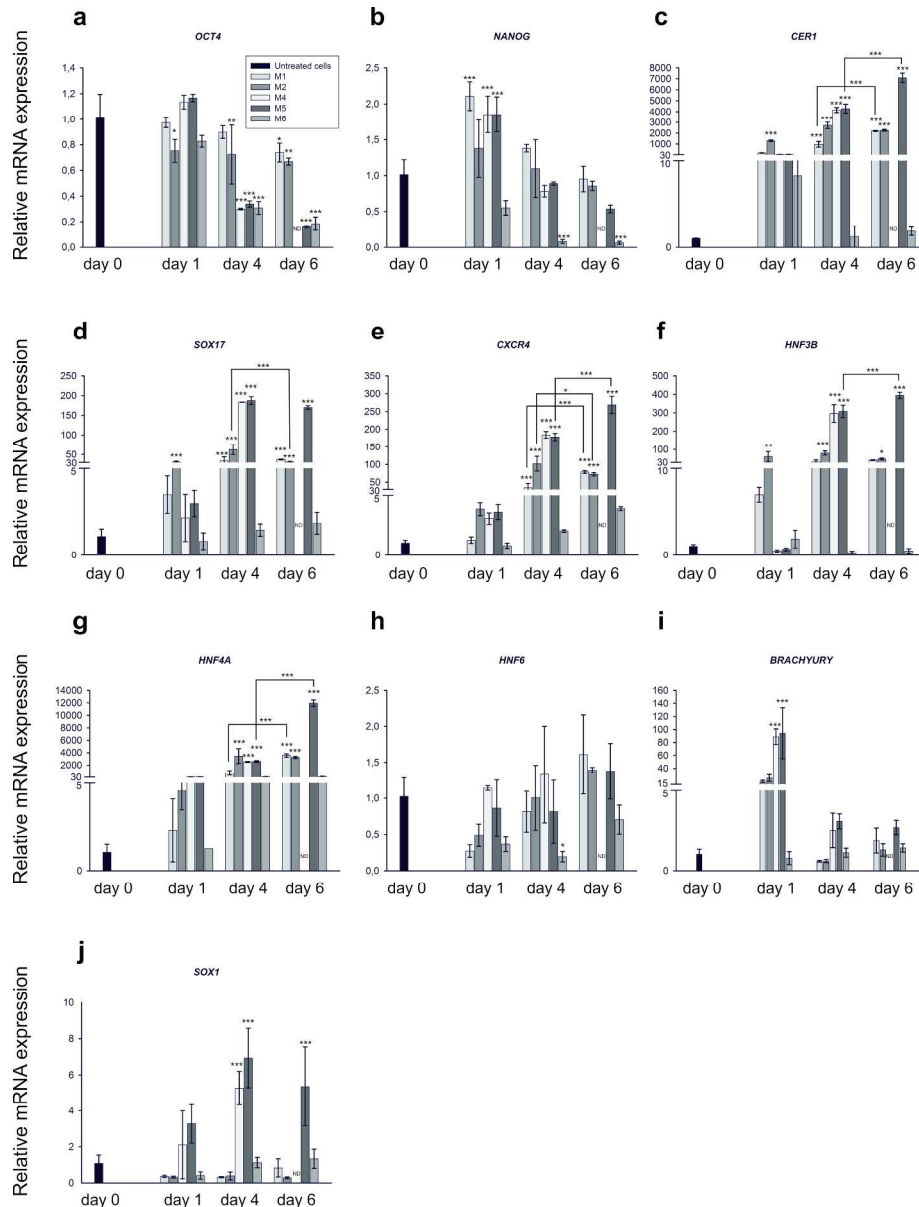 a
OCT4
Relative mRNA expression
1,4
1,2
1,0
0,8
0,6
0,4
0,2
0,0
Untreated cells
M1
M2
M4
M5
M6
*
**
***
***
***
*
**
ND
***
***
day 0 day 1 day 4 day 6
b
NANOG
2,5
2,0
1,5
1,0
0,5
0,0
***
***
***
***
ND
***
day 0 day 1 day 4 day 6
c
CER1
8000
7000
6000
5000
4000
3000
2000
1000
30
10
0
***
***
***
***
***
***
***
***
***
***
ND
day 0 day 1 day 4 day 6
d
SOX17
Relative mRNA expression
250
200
150
100
50
30
5
0
***
***
***
***
***
***
***
***
***
ND
day 0 day 1 day 4 day 6
e
CXCR4
350
300
250
200
150
100
50
30
5
0
***
*
***
***
***
***
***
***
***
***
***
ND
day 0 day 1 day 4 day 6
f
HNF3B
500
400
300
200
100
30
10
0
***
**
***
***
***
*
***
ND
day 0 day 1 day 4 day 6
g
HNF4A
Relative mRNA expression
14000
12000
10000
8000
6000
4000
2000
30
5
0
***
***
***
***
***
***
***
***
ND
day 0 day 1 day 4 day 6
h
HNF6
2,5
2,0
1,5
1,0
0,5
0,0
*
ND
day 0 day 1 day 4 day 6
i
BRACHYURY
160
140
120
100
80
60
40
15
5
0
***
***
ND
day 0 day 1 day 4 day 6
j
SOX1
Relative mRNA expression
10
8
6
4
2
0
***
***
***
ND
day 0 day 1 day 4 day 6